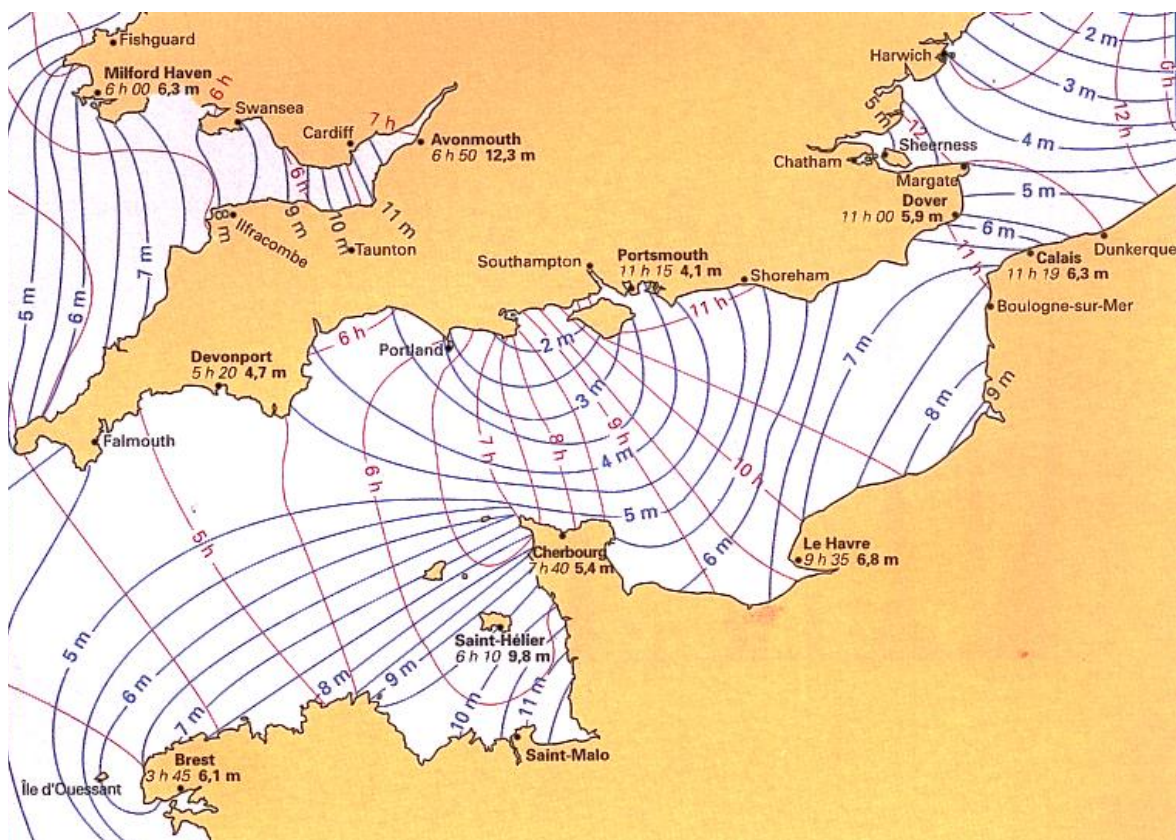 Fishguard
Milford Haven
6 h 00 6,3 m
6 h
Swansea
Cardiff
7 h
Avonmouth
6 h 50 12,3 m
6 h
8 m
9 m
10 m
11 m
Ilfracombe
Taunton
7 m
6 m
5 m
Harwich
2 m
6 h
3 m
12 h
4 m
5 m
12
Sheerness
Chatham
Margate
5 m
Dover
11 h 00 5,9 m
6 m
Dunkerque
11 h
Calais
11 h 19 6,3 m
Boulogne-sur-Mer
Southampton
Portsmouth
11 h 15 4,1 m
Shoreham
11 h
6 h
Portland
2 m
3 m
7 m
8 m
9 m
Devonport
5 h 20 4,7 m
Falmouth
9 h
8 h
7 h
6 h
4 m
10 h
5 m
5 h
6 m
Cherbourg
7 h 40 5,4 m
Le Havre
9 h 35 6,8 m
Saint-Hélier
6 h 10 9,8 m
5 m
6 m
7 m
8 m
9 m
10 m
11 m
Saint-Malo
Brest
3 h 45 6,1 m
Île d'Ouessant